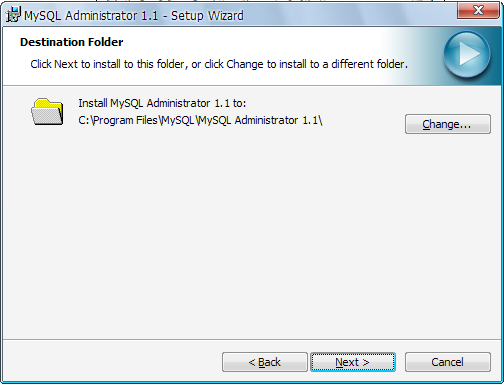 MySQL Administrator 1.1 - Setup Wizard
Destination Folder
Click Next to install to this folder, or click Change to install to a different folder.
Install MySQL Administrator 1.1 to:
C:\Program Files\MySQL\MySQL Administrator 1.1\
Change...
< Back
Next >
Cancel